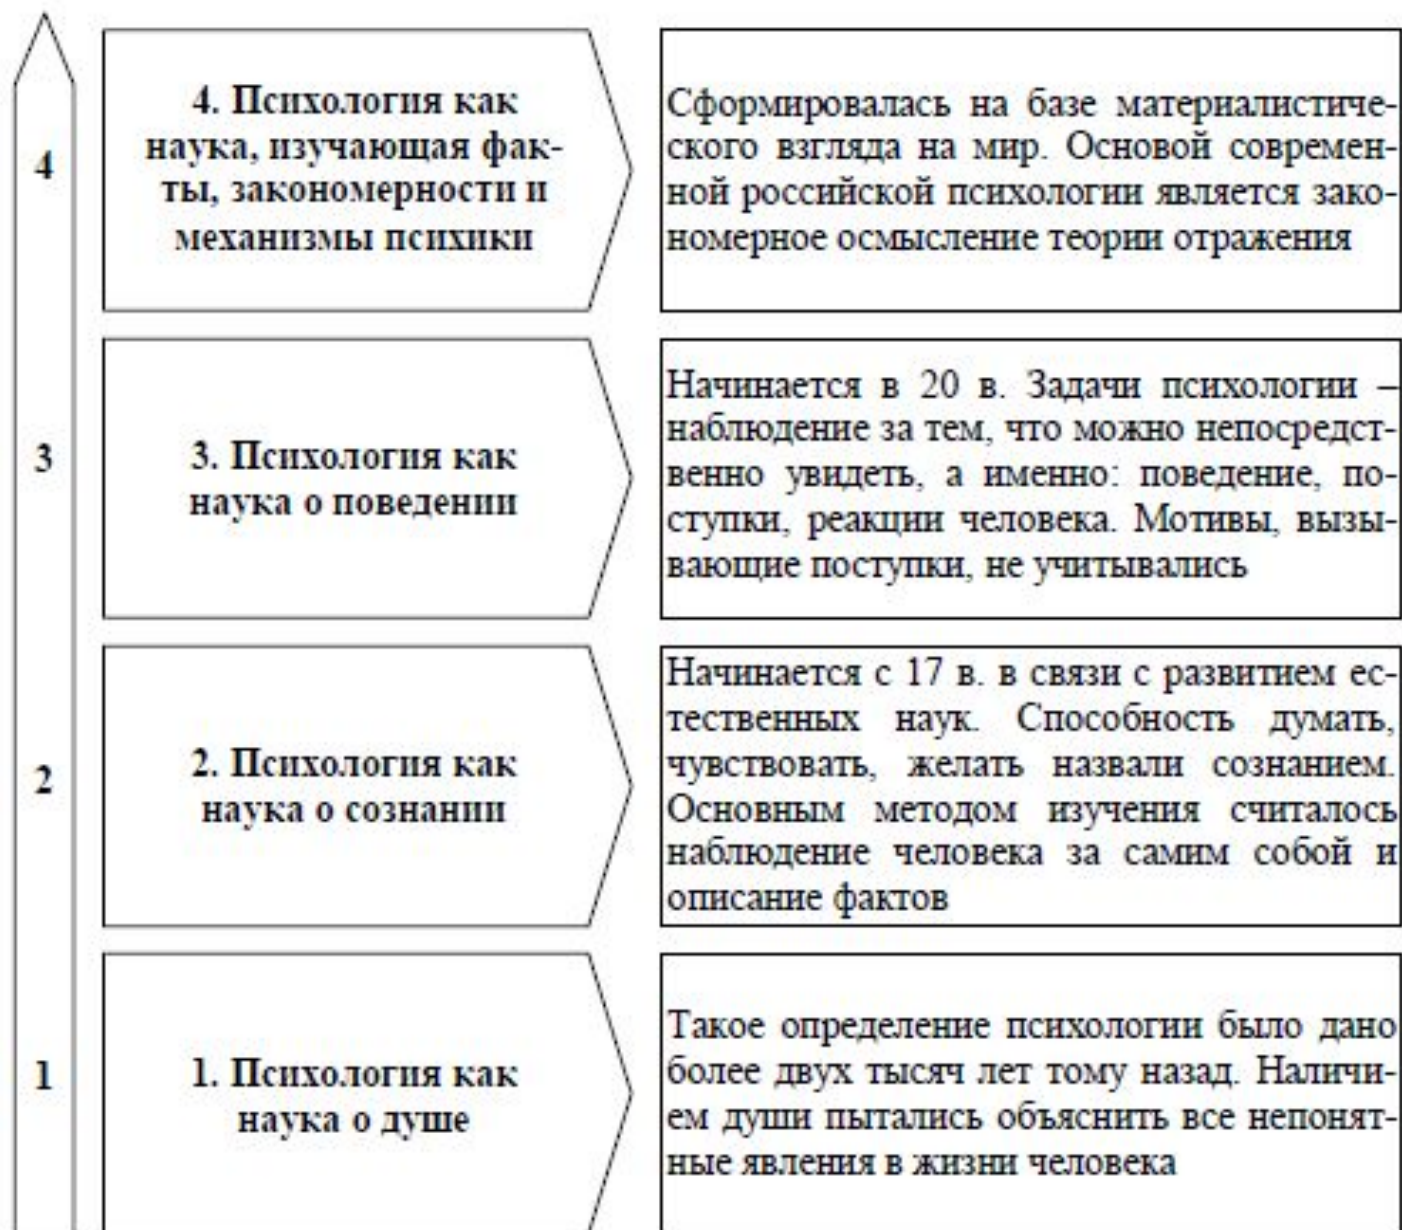 4
4. Психология как
наука, изучающая фак-
ты, закономерности и
механизмы психики
Сформировалась на базе материалистиче-
ского взгляда на мир. Основой современ-
ной российской психологии является зако-
номерное осмысление теории отражения
3
3. Психология как
наука о поведении
Начинается в 20 в. Задачи психологии –
наблюдение за тем, что можно непосредст-
венно увидеть, а именно: поведение, по-
ступки, реакции человека. Мотивы, вызы-
вающие поступки, не учитывались
2
2. Психология как
наука о сознании
Начинается с 17 в. в связи с развитием ес-
тественных наук. Способность думать,
чувствовать, желать назвали сознанием.
Основным методом изучения считалось
наблюдение человека за самим собой и
описание фактов
1
1. Психология как
наука о душе
Такое определение психологии было дано
более двух тысяч лет тому назад. Наличи-
ем души пытались объяснить все непонят-
ные явления в жизни человека